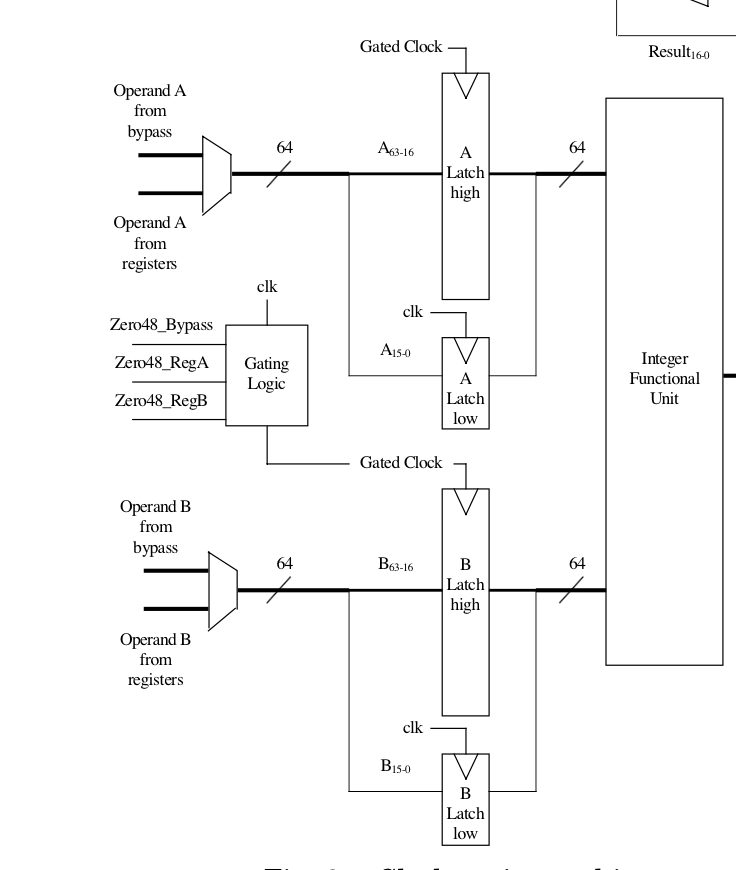 Gated Clock
Result16-0
Operand A
from
bypass
64
A63-16
A
Latch
high
64
Operand A
from
registers
clk
clk
Zero48_Bypass
Zero48_RegA
Zero48_RegB
Gating
Logic
A15-0
A
Latch
low
Integer
Functional
Unit
Gated Clock
Operand B
from
bypass
64
B63-16
B
Latch
high
64
Operand B
from
registers
clk
B15-0
B
Latch
low